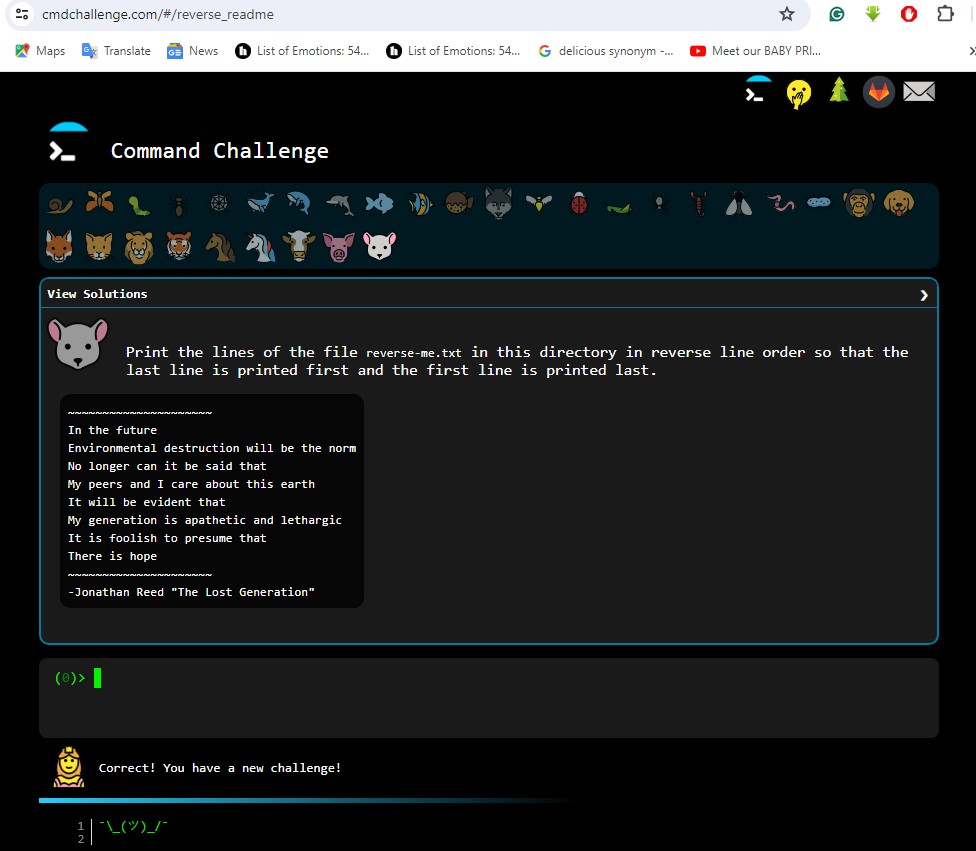 cmdchallenge.com/#/reverse_readme
Maps Translate News List of Emotions: 54... List of Emotions: 54... delicious synonym -... Meet our BABY PRI...
Command Challenge
View Solutions
Print the lines of the file reverse-me.txt in this directory in reverse line order so that the
last line is printed first and the first line is printed last.
~~~~~~~~~~~~~~~~~~~~~
In the future
Environmental destruction will be the norm
No longer can it be said that
My peers and I care about this earth
It will be evident that
My generation is apathetic and lethargic
It is foolish to presume that
There is hope
~~~~~~~~~~~~~~~~~~~~~
-Jonathan Reed "The Lost Generation"
(0)>
Correct! You have a new challenge!
1 ¯\_(ツ)_/¯
2